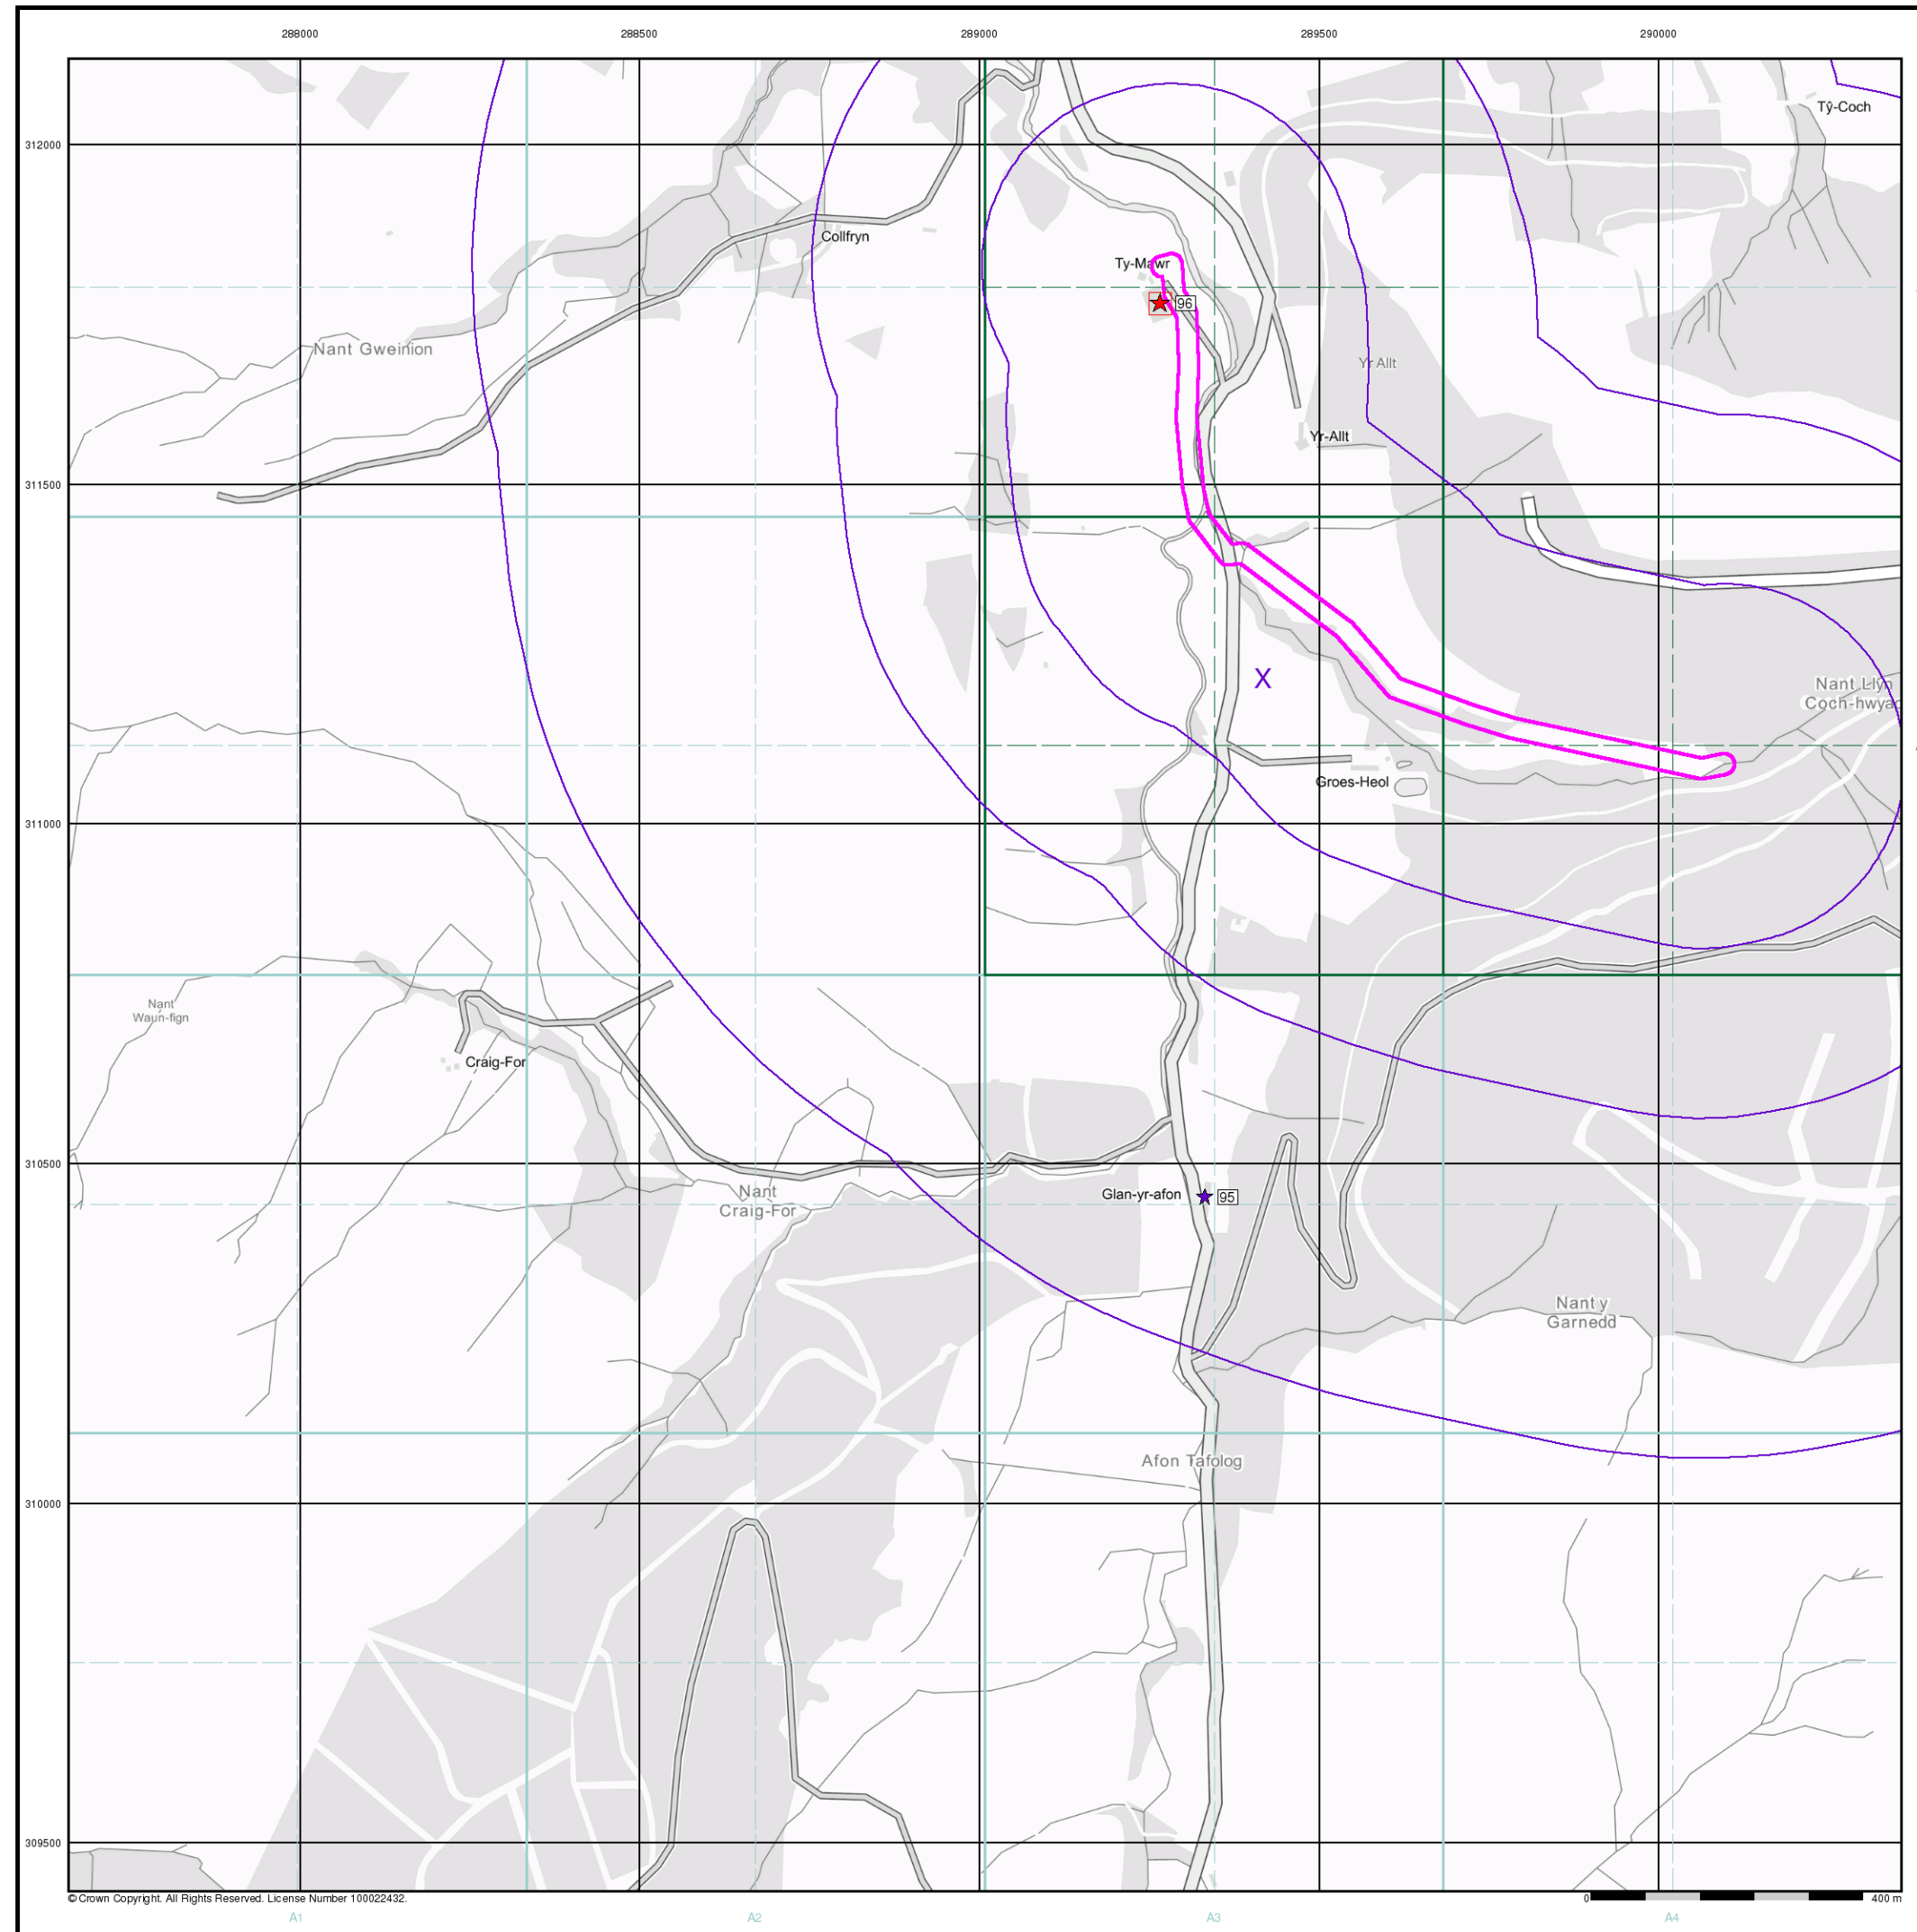 288000 288500 289000 289500 290000
Tŷ-Coch
312000
Collfryn
Ty-Mawr
96
Nant Gweinion
Yr Allt
Yr-Allt
311500
X
Nant Llyn
Coch-hwyad
Groes-Heol
311000
Nant
Waun-fign
Craig-For
310500
Nant
Craig-For
Glan-yr-afon
95
Nant y
Garnedd
Afon Tafolog
310000
309500
© Crown Copyright. All Rights Reserved. License Number 100022432.
0 400 m
A1 A2 A3 A4